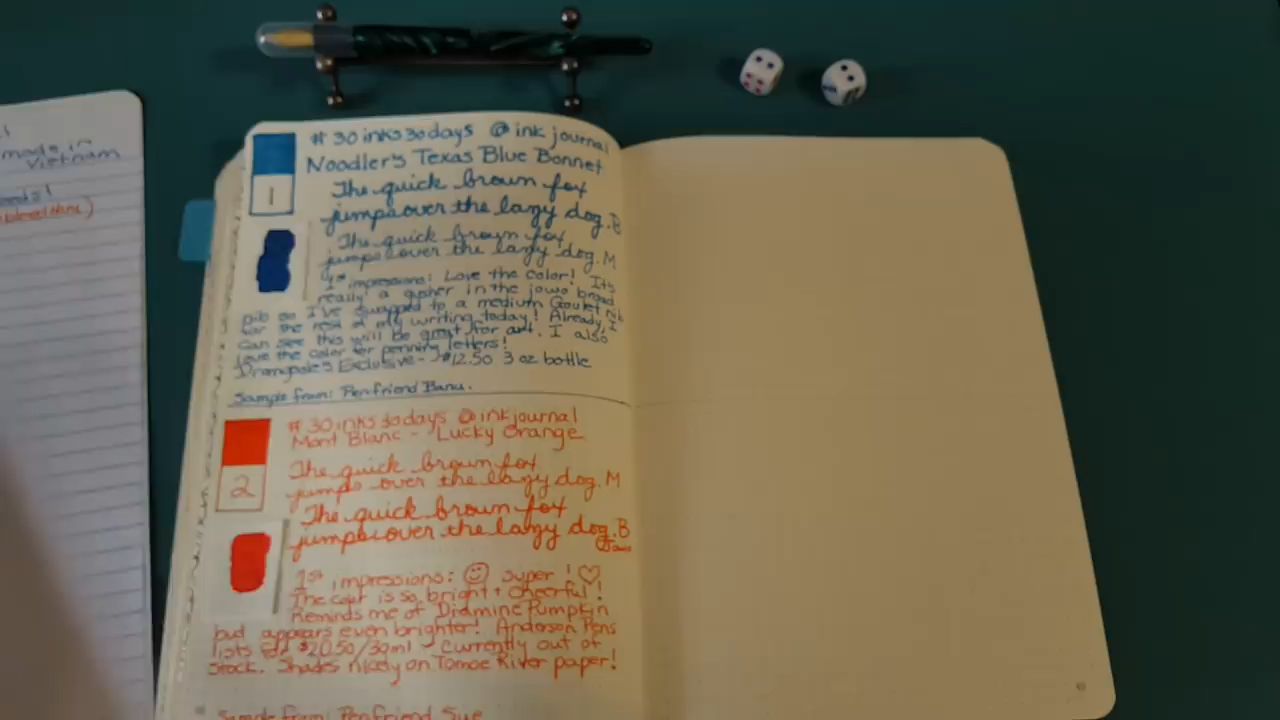 made in
Vietnam
# 30 inks 30 days @ ink journal
Noodler's Texas Blue Bonnet
1
The quick brown fox
jumps over the lazy dog. B
The quick brown fox
jumps over the lazy dog. M
1st impressions: Love the color! It's
really a gusher in the jowo broad
nib so I've swapped to a medium Goulet nib
for the rest of my writing today! Already, I
can see this will be great for art. I also
love the color for penning letters!
Dromgoole's Exclusive - $12.50 3 oz bottle
Sample from: Penfriend Banu.
# 30 inks 30 days @ ink journal
Mont Blanc - Lucky Orange
2
The quick brown fox
jumps over the lazy dog. M
The quick brown fox
jumps over the lazy dog. B
Jowo
1st impressions: super!
The color is so bright + cheerful!
Reminds me of Diamine Pumpkin
but appears even brighter! Anderson Pens
lists for $20.50/30ml - currently out of
stock. Shades nicely on Tomoe River paper!
Sample from: Penfriend Sue